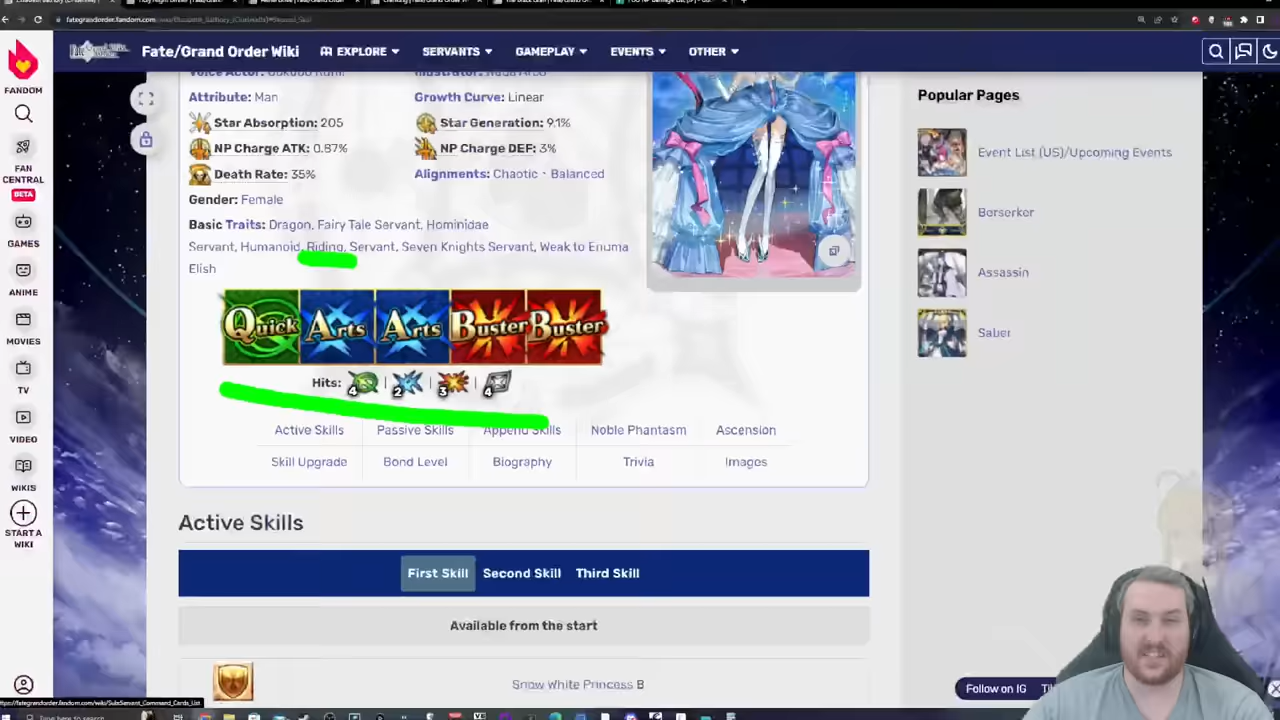 Fate/Grand Order Wiki
EXPLORE
SERVANTS
GAMEPLAY
EVENTS
OTHER
FANDOM
FAN
CENTRAL
BETA
GAMES
ANIME
MOVIES
TV
VIDEO
WIKIS
START A
WIKI
Attribute: Man
Growth Curve: Linear
Star Absorption: 205
Star Generation: 9.1%
NP Charge ATK: 0.87%
NP Charge DEF: 3%
Death Rate: 35%
Alignments: Chaotic・Balanced
Gender: Female
Basic Traits: Dragon, Fairy Tale Servant, Hominidae
Servant, Humanoid, Riding, Servant, Seven Knights Servant, Weak to Enuma
Elish
Quick Arts Arts Buster Buster
Hits: 4 | 2 | 3 | 4
Active Skills
Passive Skills
Append Skills
Noble Phantasm
Ascension
Skill Upgrade
Bond Level
Biography
Trivia
Images
Active Skills
First Skill
Second Skill
Third Skill
Available from the start
Snow White Princess B
Popular Pages
Event List (US)/Upcoming Events
Berserker
Assassin
Saber
Follow on IG